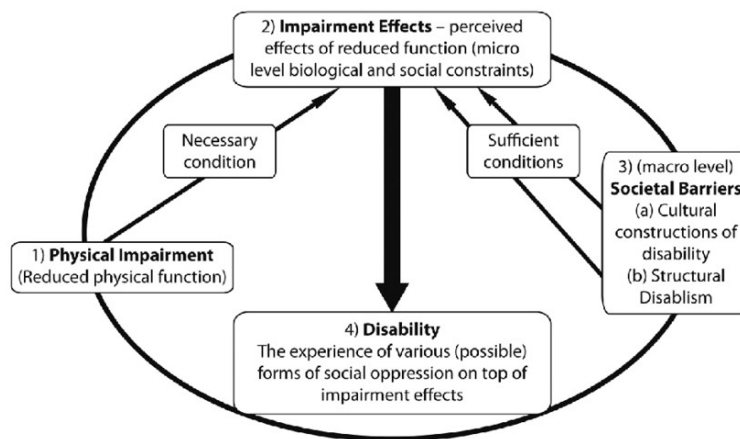 2) Impairment Effects – perceived
effects of reduced function (micro
level biological and social constraints)
Necessary
condition
Sufficient
conditions
3) (macro level)
Societal Barriers
(a) Cultural
constructions of
disability
(b) Structural
Disablism
1) Physical Impairment
(Reduced physical function)
4) Disability
The experience of various (possible)
forms of social oppression on top of
impairment effects